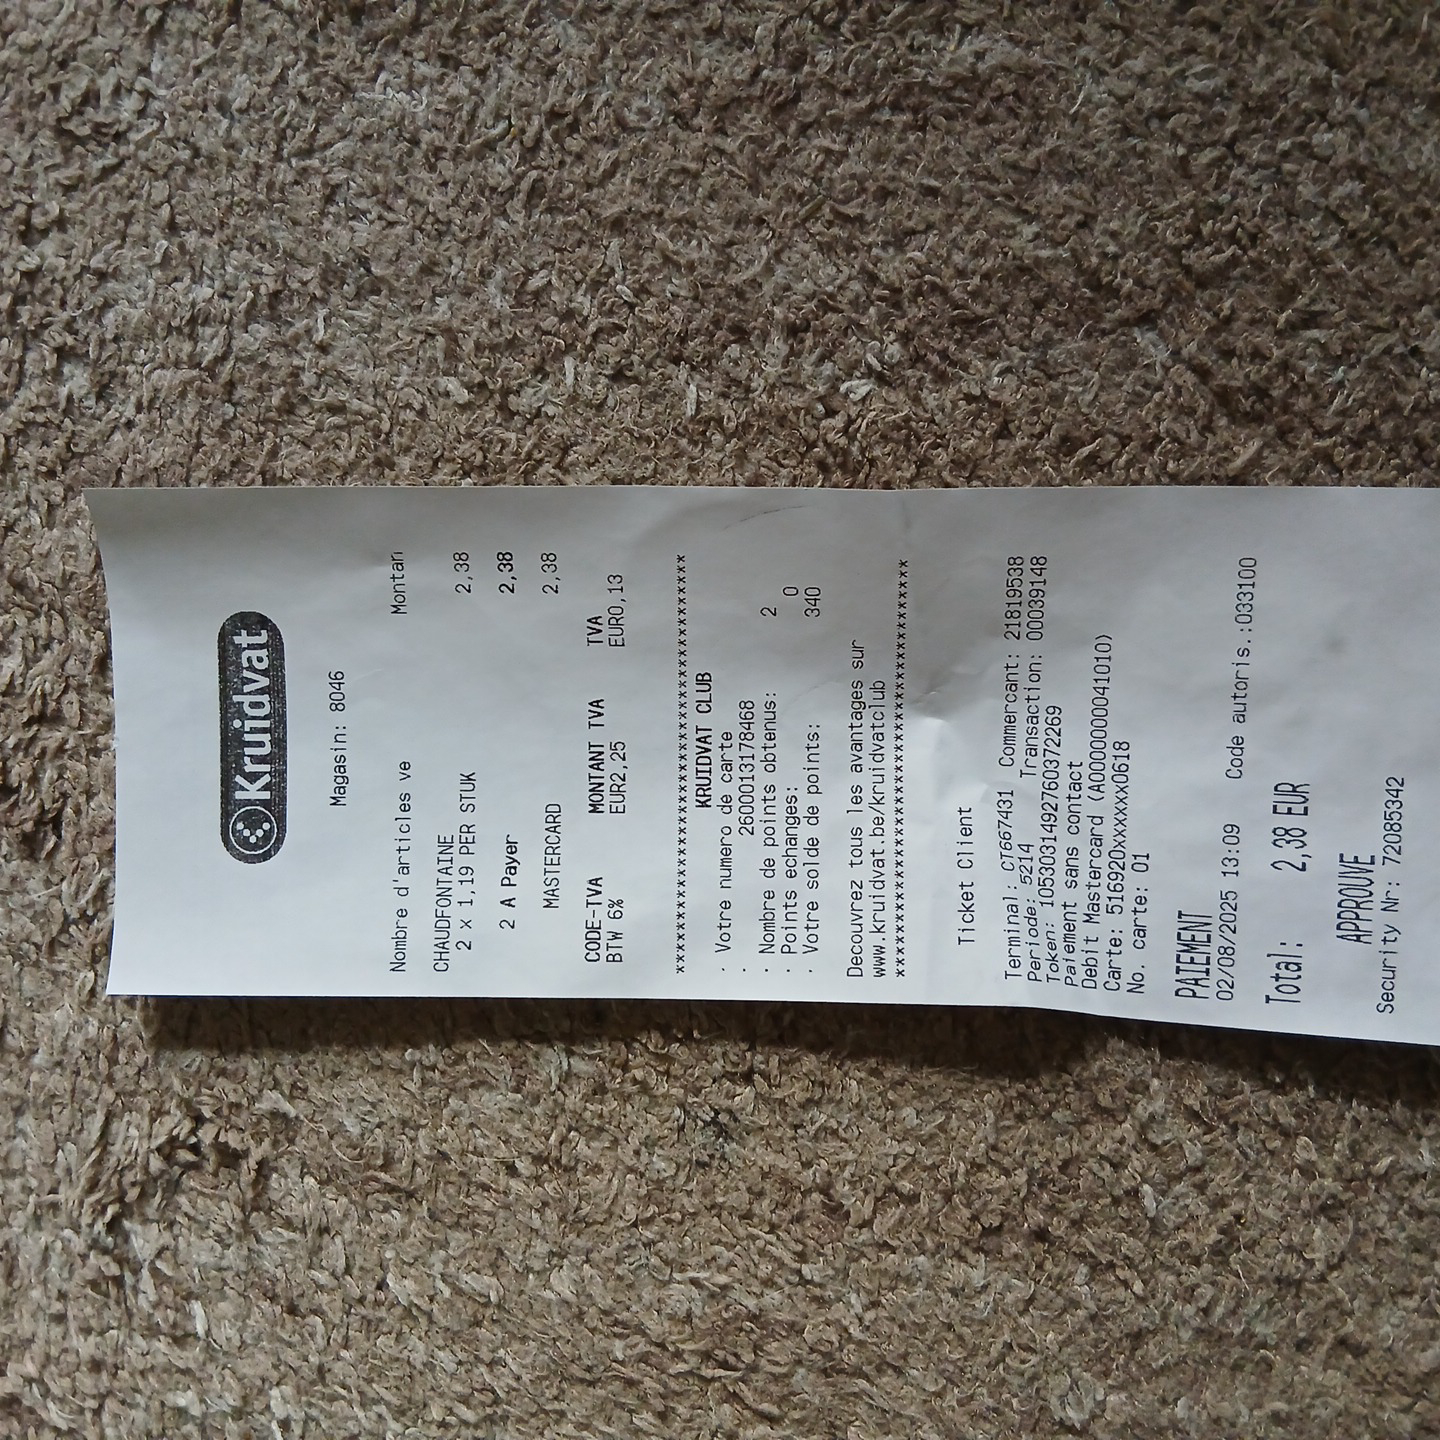 Kruidvat
Magasin: 8046
Nombre d'articles ve Montan
CHAUDFONTAINE
2 x 1,19 PER STUK 2,38
2 A Payer 2,38
MASTERCARD 2,38
CODE-TVA MONTANT TVA TVA
BTW 6% EUR2,25 EUR0,13
****************************************
KRUIDVAT CLUB
· Votre numero de carte
· 2600013178468
· Nombre de points obtenus: 2
· Points echanges: 0
· Votre solde de points: 340
Decouvrez tous les avantages sur
www.kruidvat.be/kruidvatclub
****************************************
Ticket Client
Terminal: CT667431 Commercant: 21819538
Periode: 5214 Transaction: 00039148
Token: 1053031492760372269
Paiement sans contact
Debit Mastercard (A0000000041010)
Carte: 516920xxxxxx0618
No. carte: 01
PAIEMENT
02/08/2025 13:09 Code autoris.:033100
Total: 2,38 EUR
APPROUVE
Security Nr: 72085342